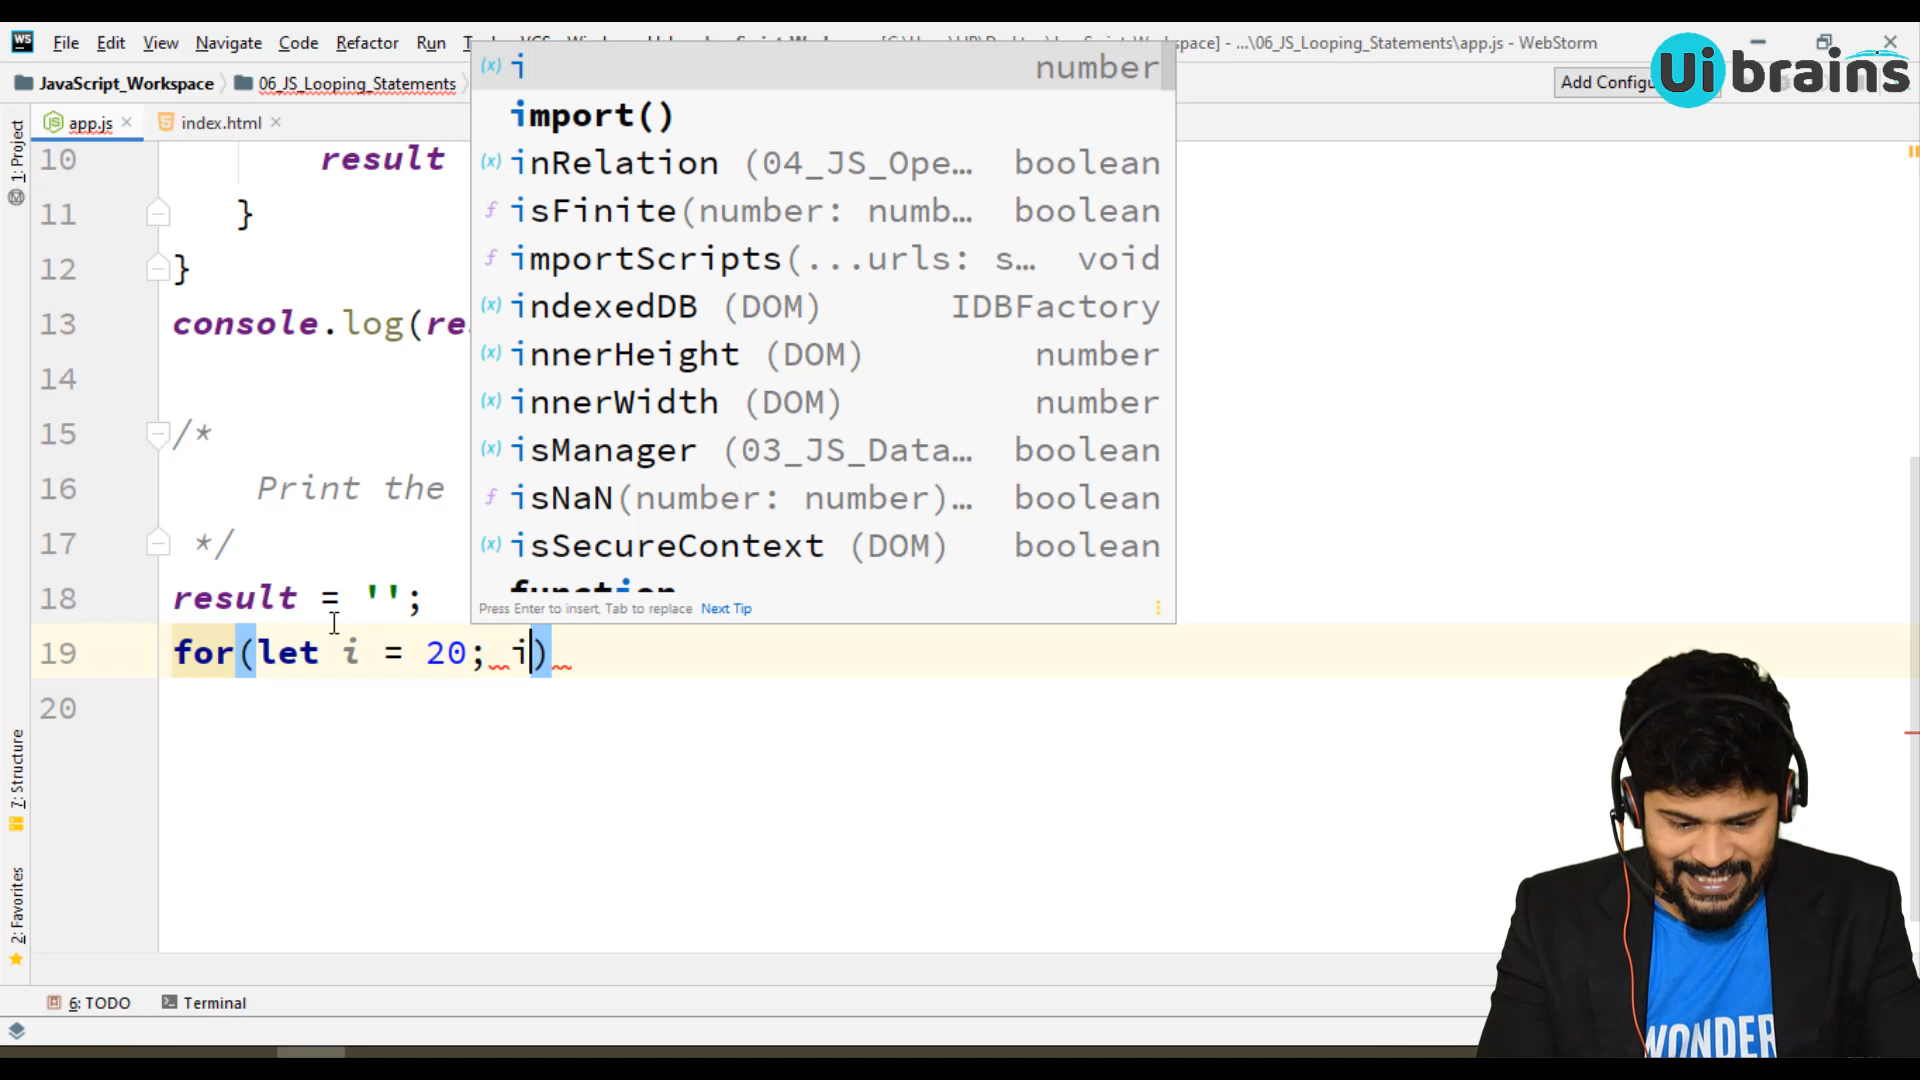 WS File Edit View Navigate Code Refactor Run \06_JS_Looping_Statements\app.js - WebStorm
JavaScript_Workspace 06_JS_Looping_Statements Add Configu Ui brains
app.js index.html
1: Project
7: Structure
2: Favorites
i number
import()
inRelation (04_JS_Ope… boolean
isFinite(number: numb… boolean
importScripts(...urls: s… void
indexedDB (DOM) IDBFactory
innerHeight (DOM) number
innerWidth (DOM) number
isManager (03_JS_Data… boolean
isNaN(number: number)… boolean
isSecureContext (DOM) boolean
function
Press Enter to insert, Tab to replace Next Tip
10 result
11 }
12 }
13 console.log(re
14
15 /*
16 Print the
17 */
18 result = '';
19 for(let i = 20; i)
20
6: TODO Terminal
WONDER